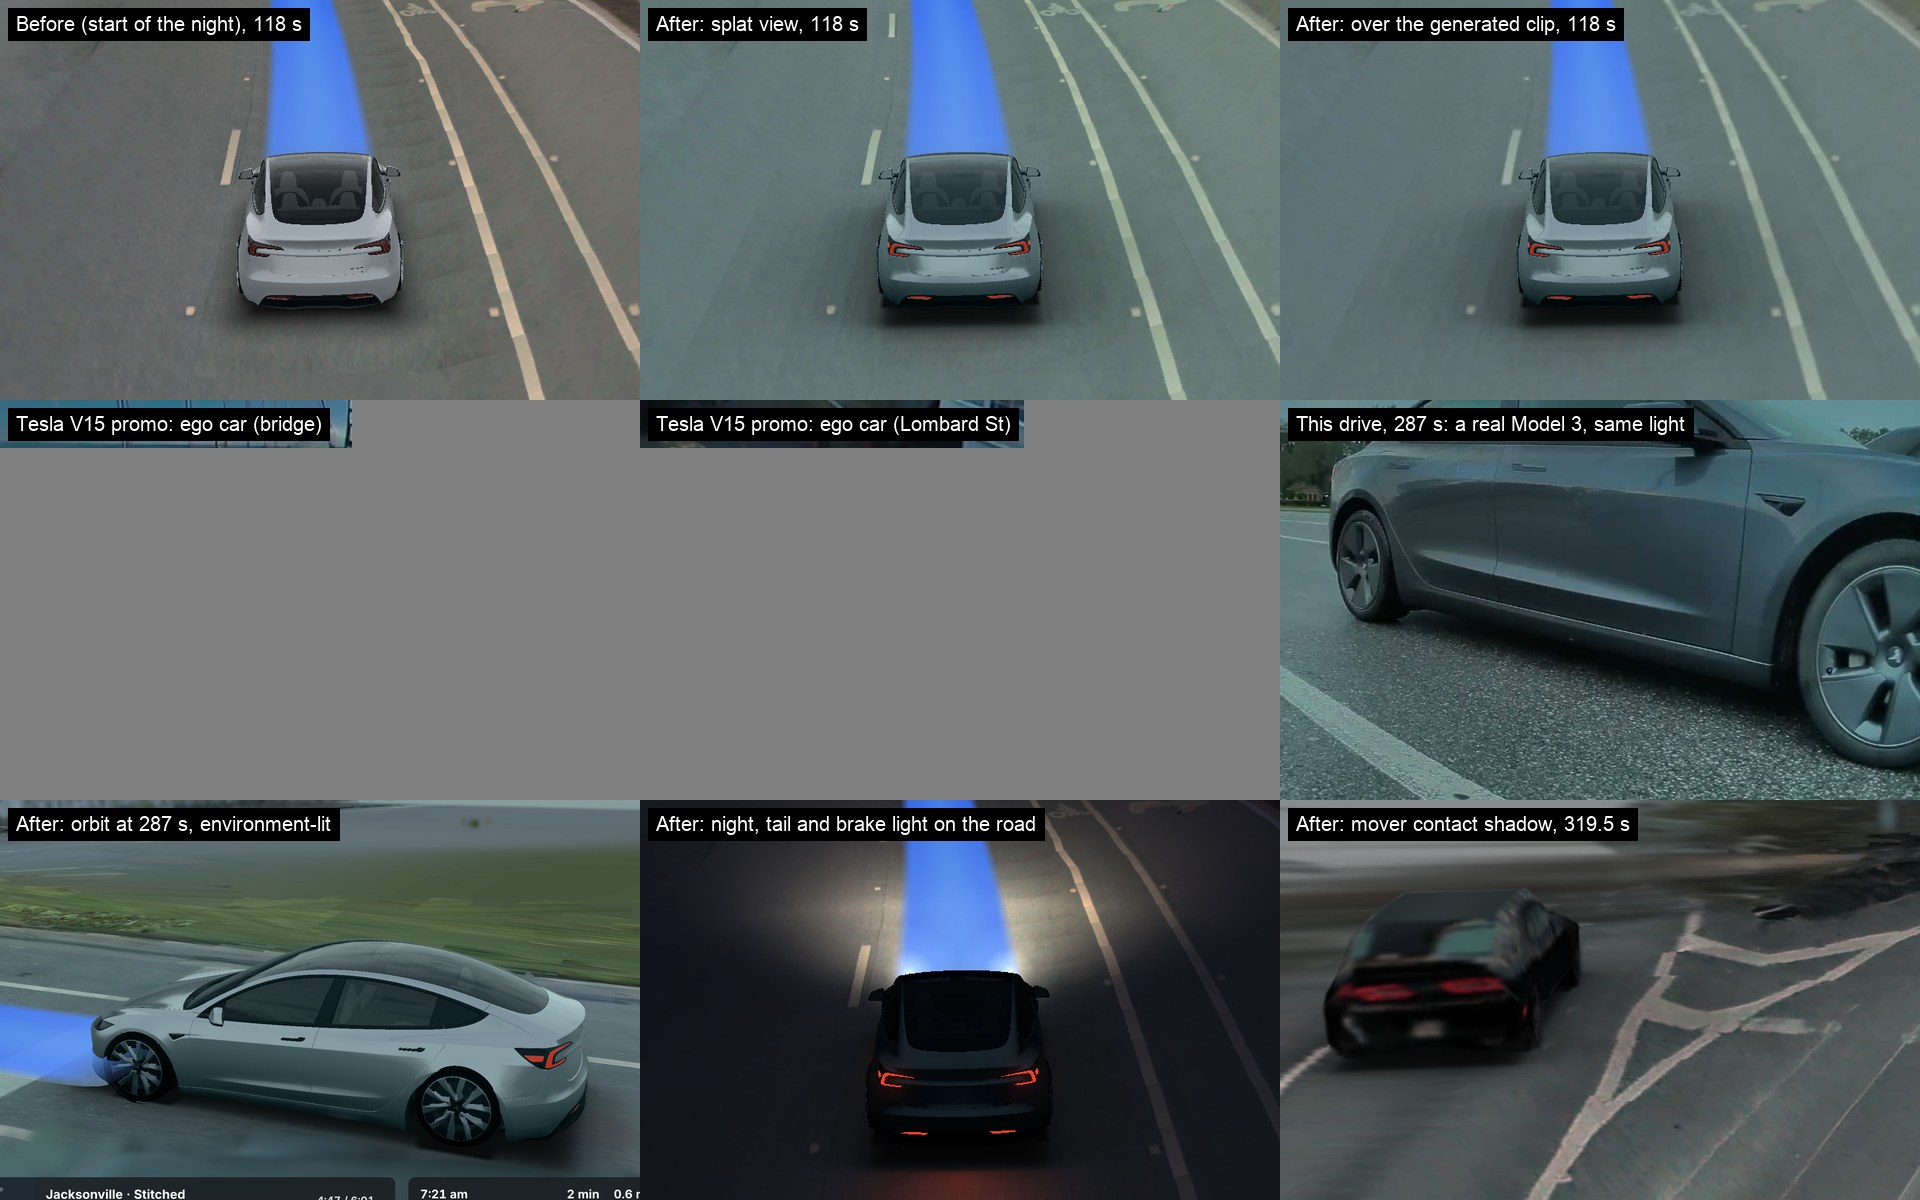 Before (start of the night), 118 s
After: splat view, 118 s
After: over the generated clip, 118 s
Tesla V15 promo: ego car (bridge)
Tesla V15 promo: ego car (Lombard St)
This drive, 287 s: a real Model 3, same light
After: orbit at 287 s, environment-lit
After: night, tail and brake light on the road
After: mover contact shadow, 319.5 s
Jacksonville · Stitched
7:21 am
2 min
0.6